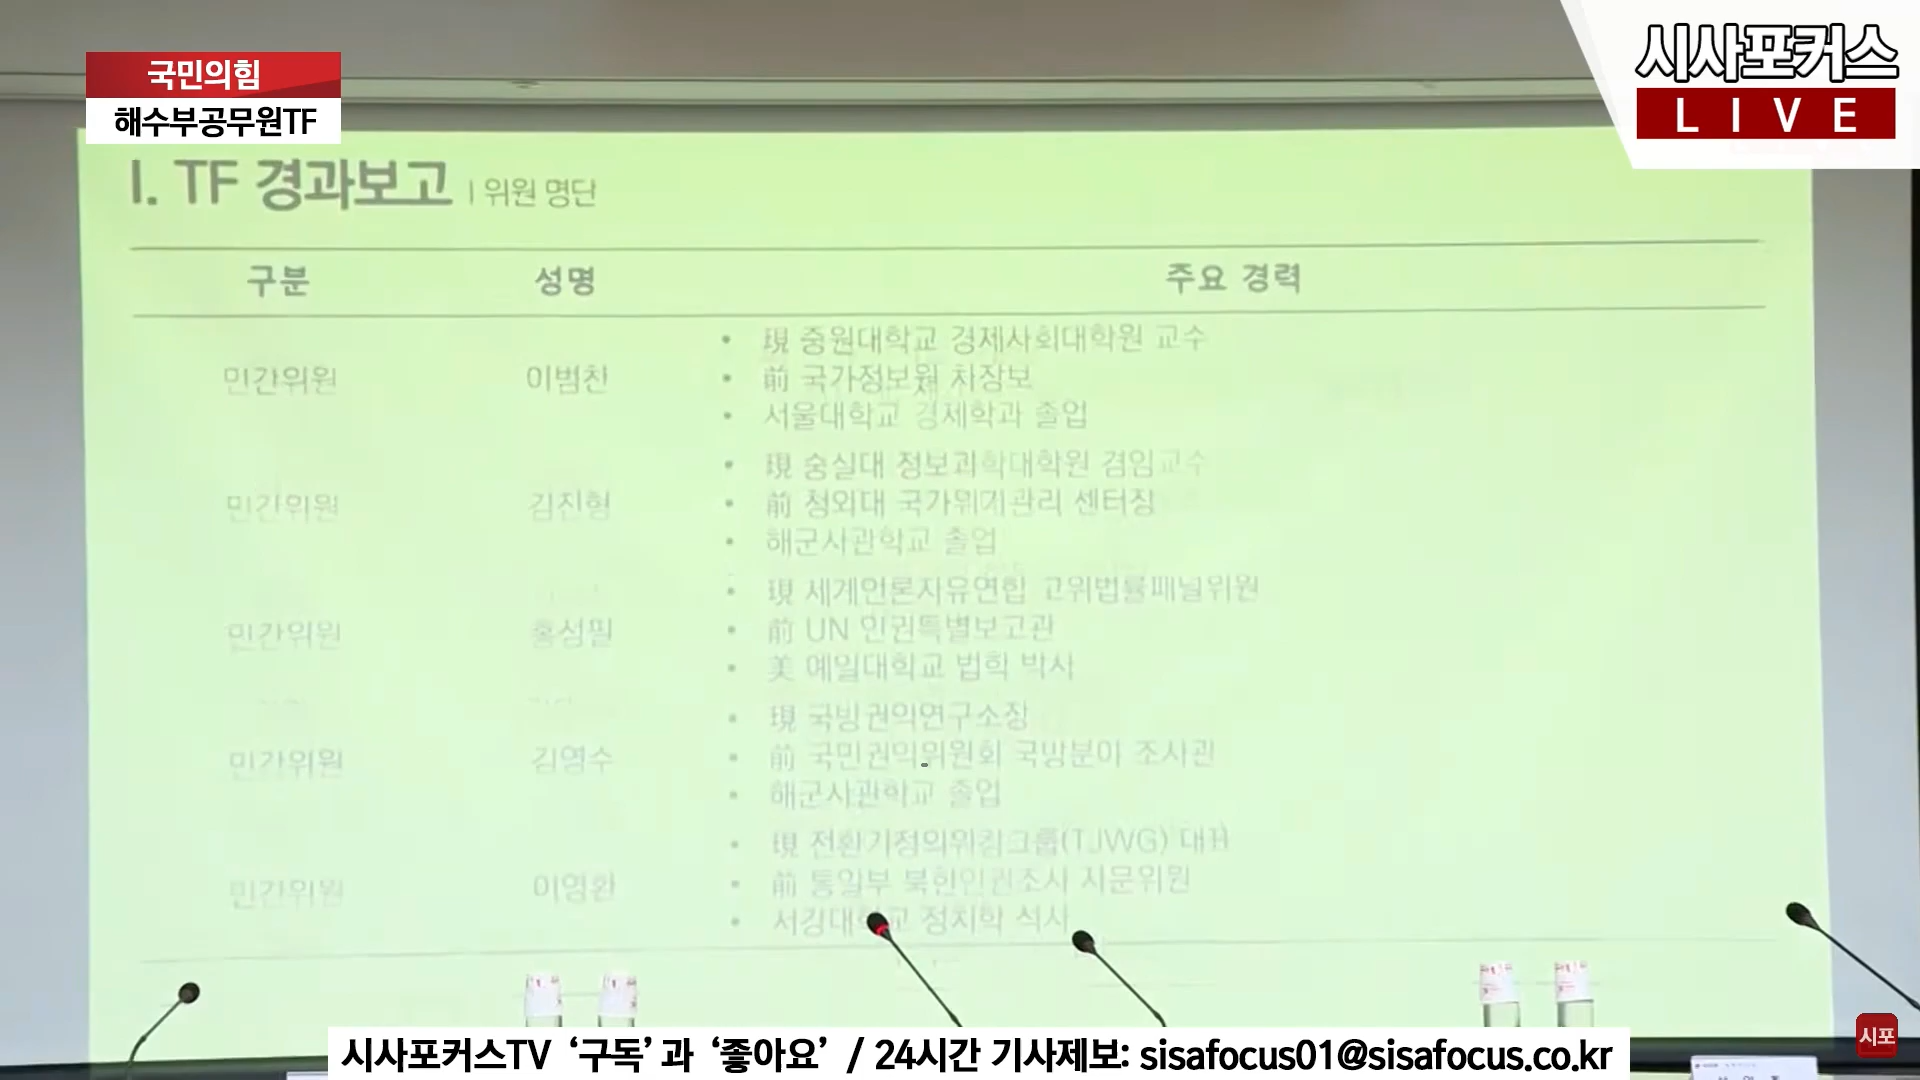 국민의힘
해수부공무원TF
시사포커스
LIVE
I. TF 경과보고 | 위원 명단
구분 성명 주요 경력
민간위원 이범찬
• 現 중원대학교 경제사회대학원 교수
• 前 국가정보원 차장보
• 서울대학교 경제학과 졸업
민간위원 김진형
• 現 숭실대 정보과학대학원 겸임교수
• 前 청와대 국가위기관리 센터장
• 해군사관학교 졸업
민간위원 홍성필
• 現 세계언론자유연합 고위법률패널위원
• 前 UN 인권특별보고관
• 美 예일대학교 법학 박사
민간위원 김영수
• 現 국방권익연구소장
• 前 국민권익위원회 국방분야 조사관
• 해군사관학교 졸업
민간위원 이영환
• 現 전환기정의워킹그룹(TJWG) 대표
• 前 통일부 북한인권조사 자문위원
• 서강대학교 정치학 석사
시포
시사포커스TV ‘구독’과 ‘좋아요’ / 24시간 기사제보: sisafocus01@sisafocus.co.kr